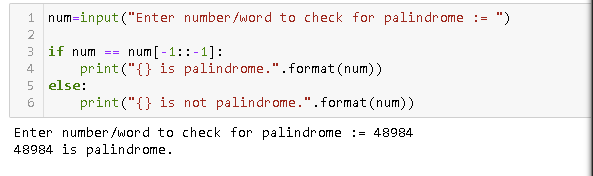 1 num=input("Enter number/word to check for palindrome := ")
2
3 if num == num[-1::-1]:
4     print("{} is palindrome.".format(num))
5 else:
6     print("{} is not palindrome.".format(num))
Enter number/word to check for palindrome := 48984
48984 is palindrome.